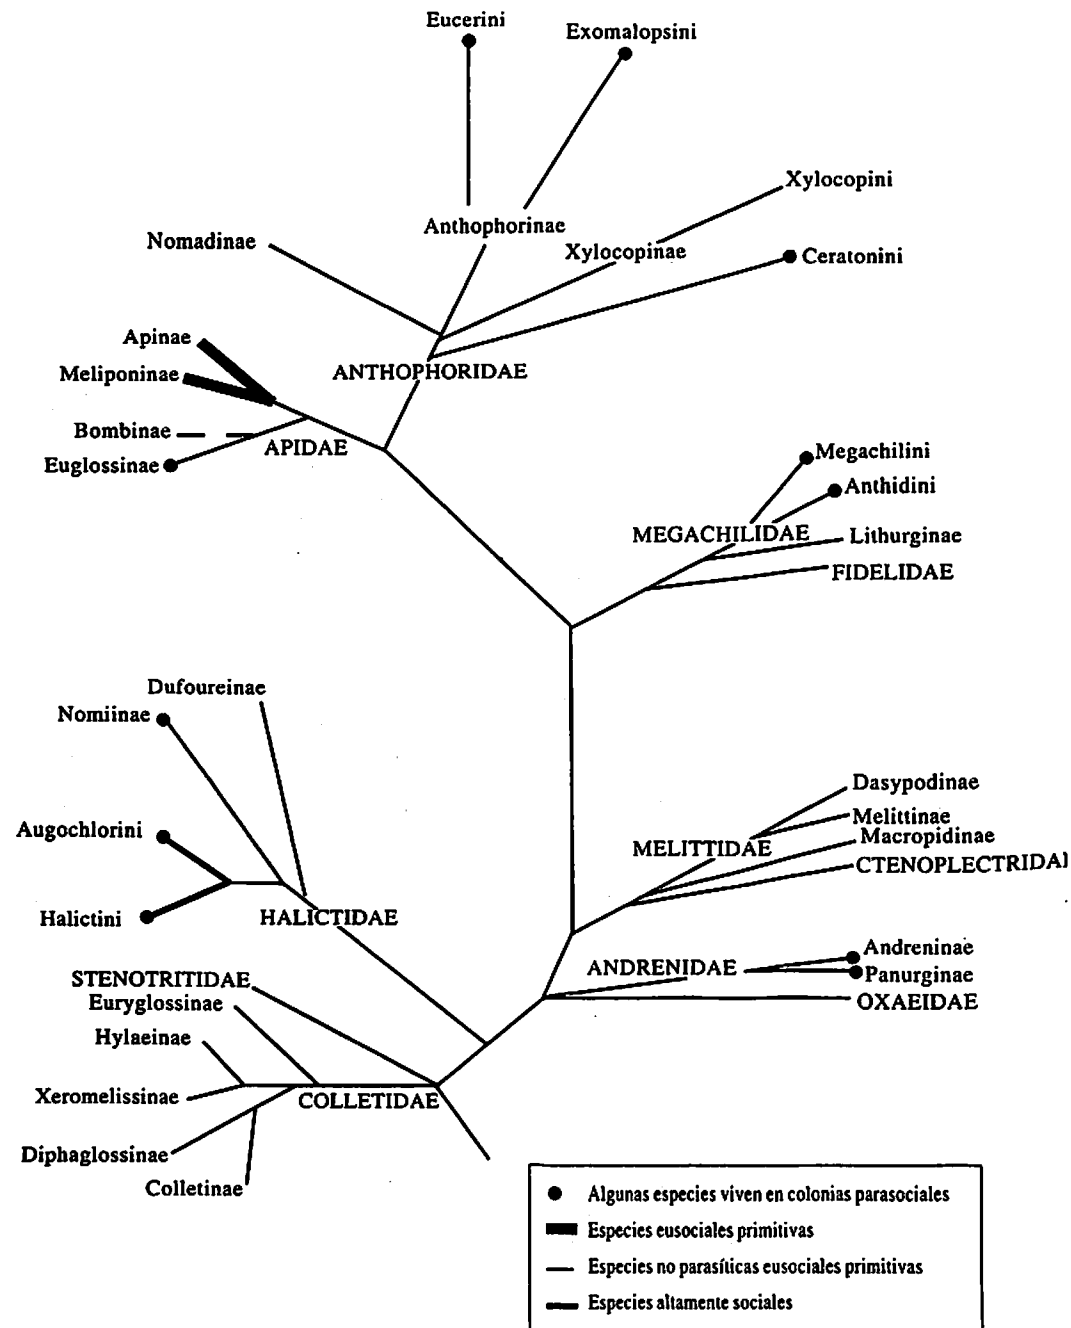 Eucerini
Exomalopsini
Xylocopini
Anthophorinae
Nomadinae
Xylocopinae
Ceratonini
Apinae
ANTHOPHORIDAE
Meliponinae
Bombinae
APIDAE
Euglossinae
Megachilini
Anthidini
MEGACHILIDAE
Lithurginae
FIDELIDAE
Dufoureinae
Nomiinae
Dasypodinae
Melittinae
Augochlorini
Macropidinae
MELITTIDAE
CTENOPLECTRIDAI
Halictini
HALICTIDAE
Andreninae
ANDRENIDAE
Panurginae
STENOTRITIDAE
OXAEIDAE
Euryglossinae
Hylaeinae
Xeromelissinae
COLLETIDAE
Diphaglossinae
Colletinae
Algunas especies viven en colonias parasociales
Especies eusociales primitivas
Especies no parasíticas eusociales primitivas
Especies altamente sociales